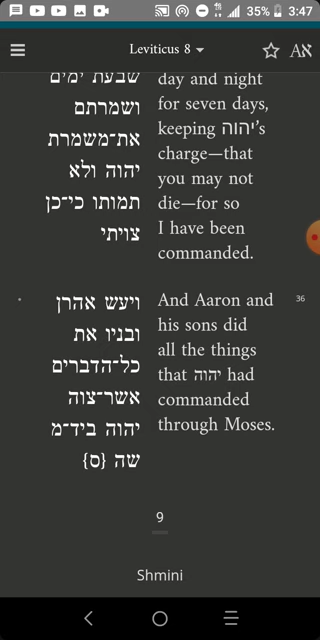 4G 35% 3:47
Leviticus 8
אA
שבעת ימים
ושמרתם
את־משמרת
יהוה ולא
תמותו כי־כן
צויתי
day and night
for seven days,
keeping יהוה's
charge—that
you may not
die—for so
I have been
commanded.
ויעש אהרן
ובניו את
כל־הדברים
אשר־צוה
יהוה ביד־מ
שה {ס}
And Aaron and
his sons did
all the things
that יהוה had
commanded
through Moses.
36
9
Shmini